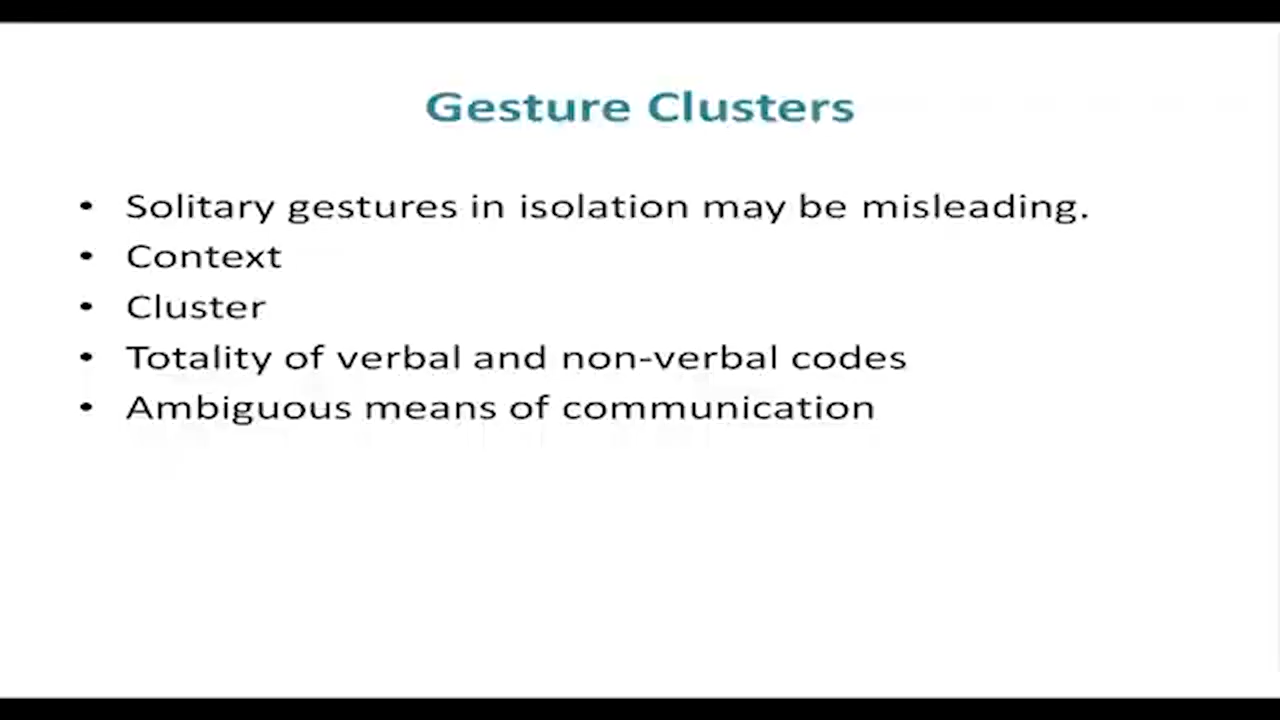 Gesture Clusters
• Solitary gestures in isolation may be misleading.
• Context
• Cluster
• Totality of verbal and non-verbal codes
• Ambiguous means of communication